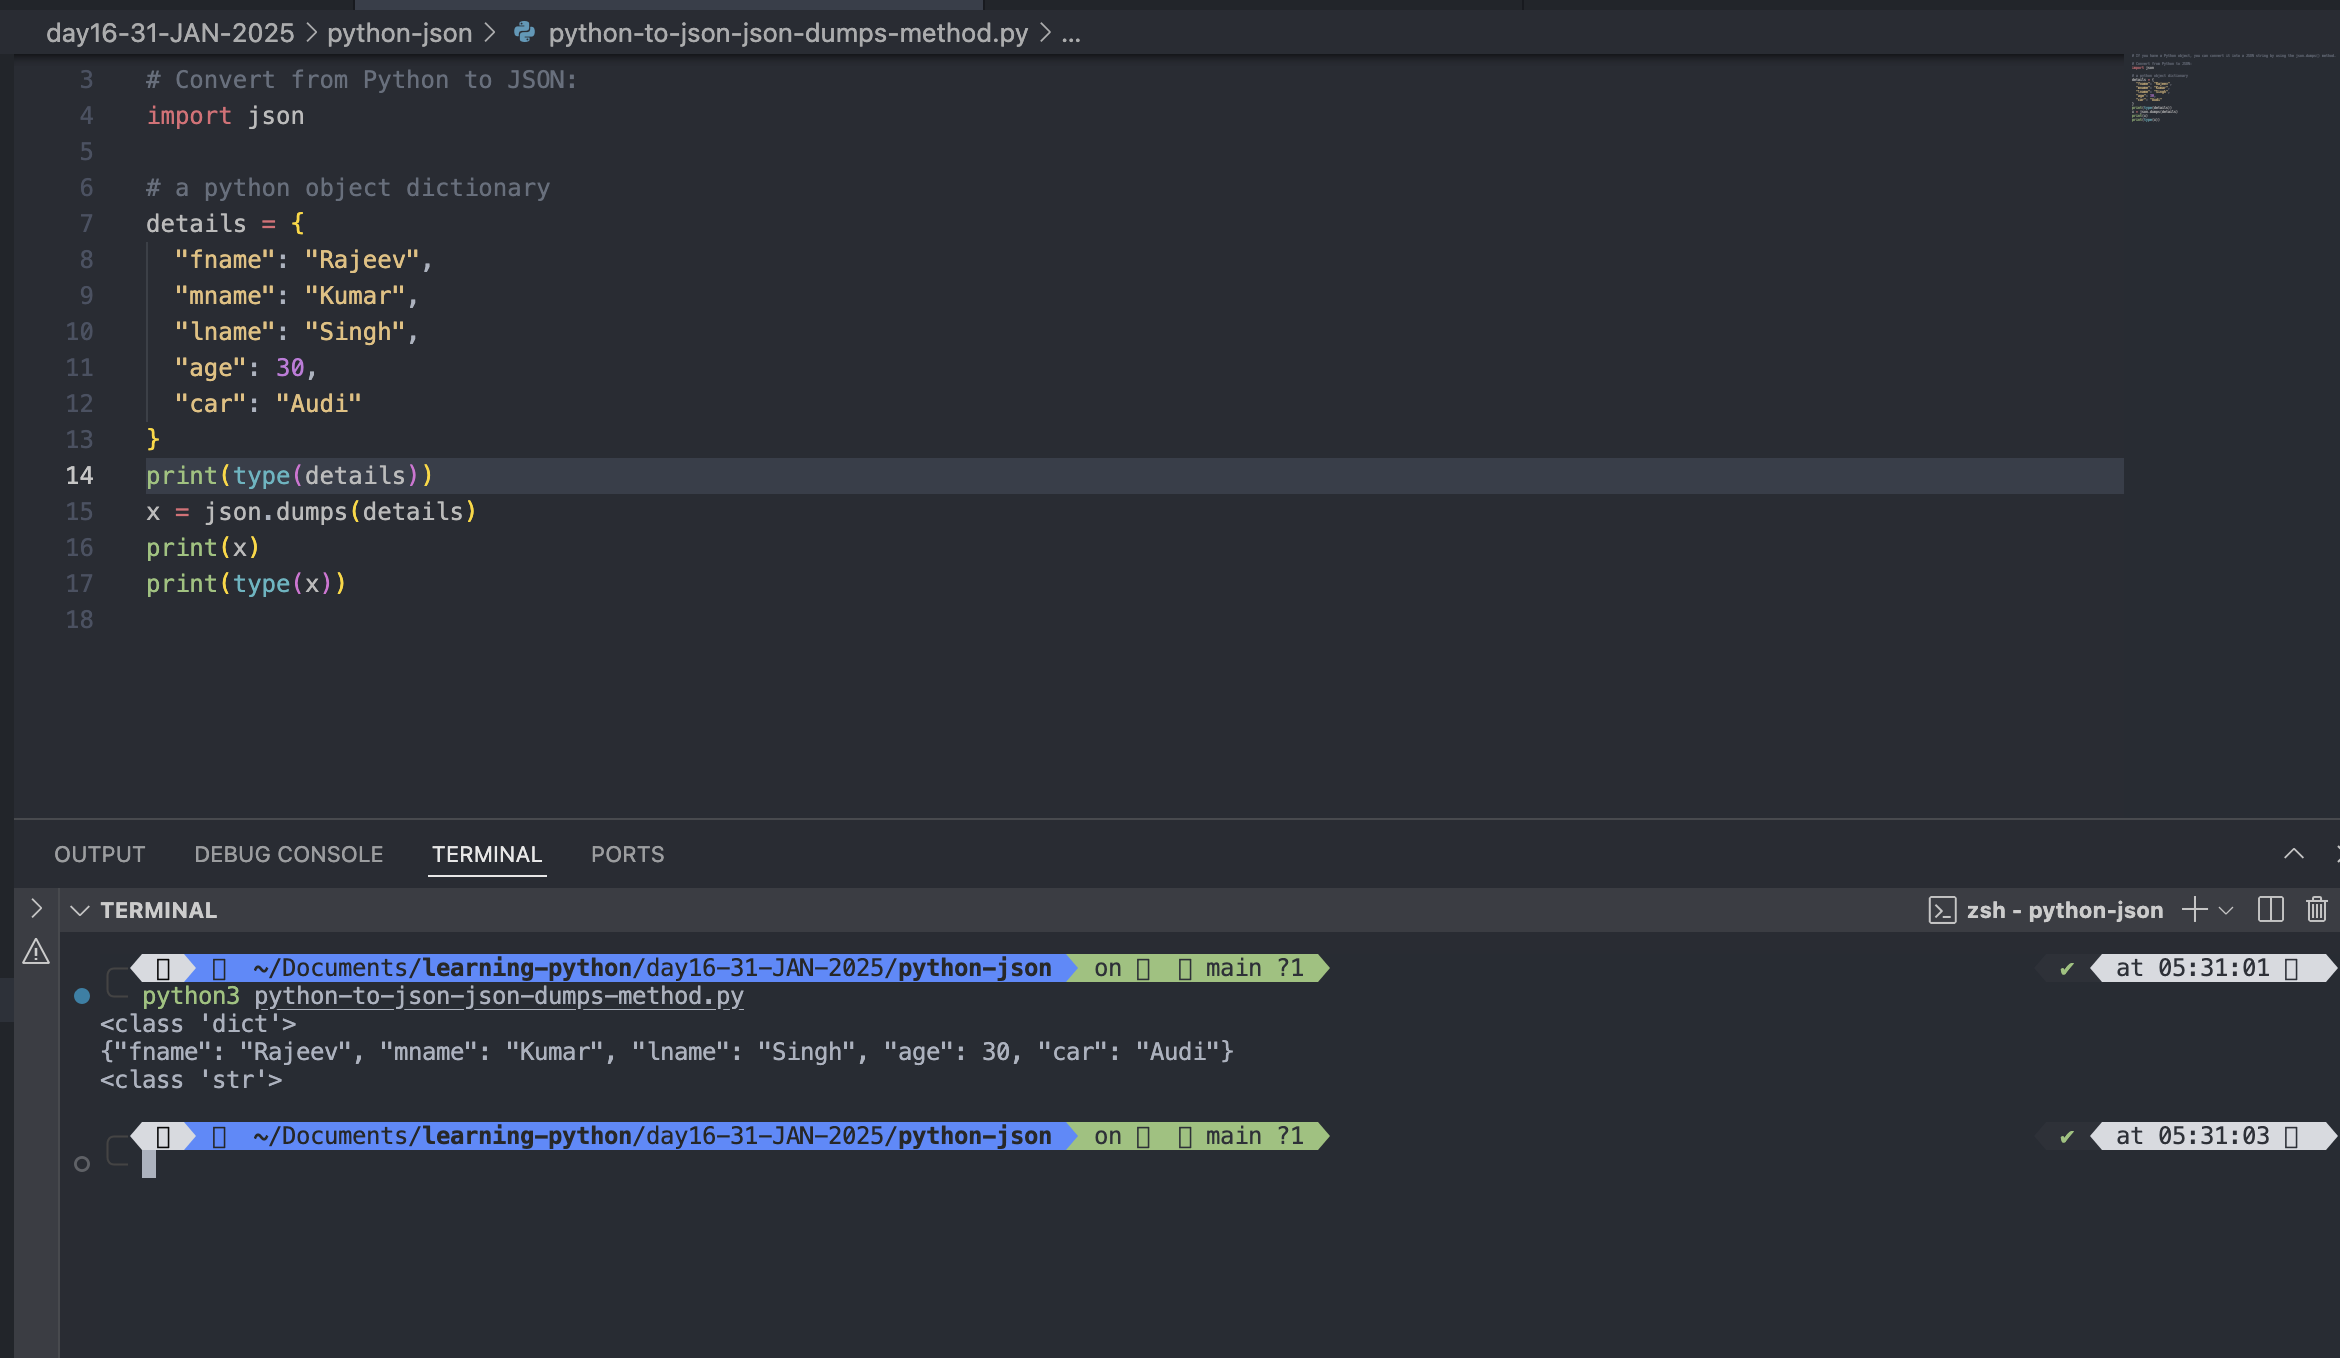 day16-31-JAN-2025 > python-json > python-to-json-json-dumps-method.py > ...
3 # Convert from Python to JSON:
4 import json
5
6 # a python object dictionary
7 details = {
8 "fname": "Rajeev",
9 "mname": "Kumar",
10 "lname": "Singh",
11 "age": 30,
12 "car": "Audi"
13 }
14 print(type(details))
15 x = json.dumps(details)
16 print(x)
17 print(type(x))
18
OUTPUT DEBUG CONSOLE TERMINAL PORTS
TERMINAL zsh - python-json
~/Documents/learning-python/day16-31-JAN-2025/python-json on main ?1 ✔ at 05:31:01
python3 python-to-json-json-dumps-method.py
<class 'dict'>
{"fname": "Rajeev", "mname": "Kumar", "lname": "Singh", "age": 30, "car": "Audi"}
<class 'str'>
~/Documents/learning-python/day16-31-JAN-2025/python-json on main ?1 ✔ at 05:31:03